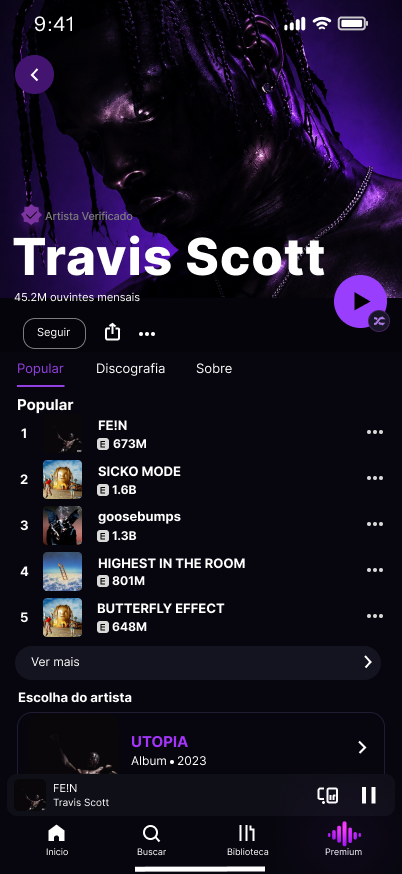 9:41
Artista Verificado
Travis Scott
45.2M ouvintes mensais
Seguir
Popular
Discografia
Sobre
Popular
1
FE!N
E 673M
2
SICKO MODE
E 1.6B
3
goosebumps
E 1.3B
4
HIGHEST IN THE ROOM
E 801M
5
BUTTERFLY EFFECT
E 648M
Ver mais
Escolha do artista
UTOPIA
Album • 2023
FE!N
Travis Scott
Inicio
Buscar
Biblioteca
Premium